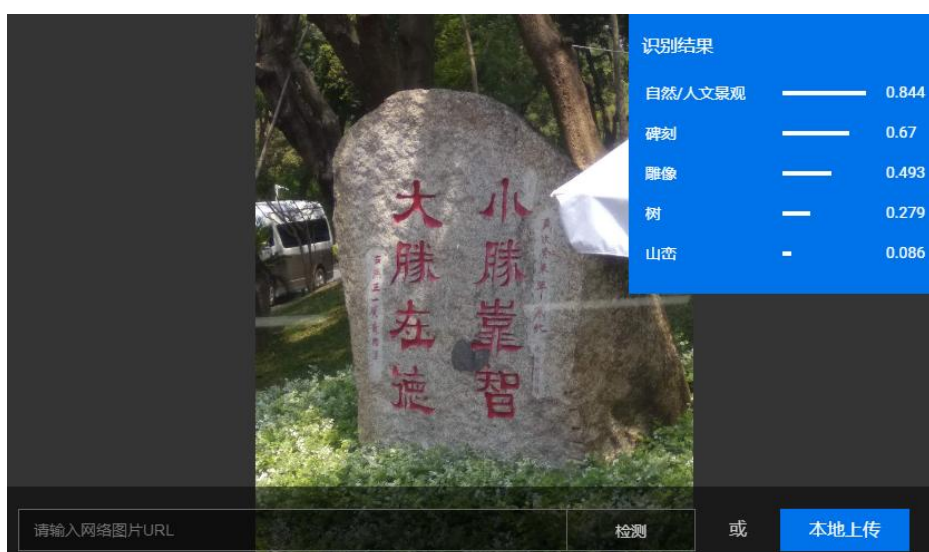 识别结果
自然/人文景观 0.844
碑刻 0.67
雕像 0.493
树 0.279
山峦 0.086
小勝靠智
大勝在德
请输入网络图片URL
检测
或
本地上传